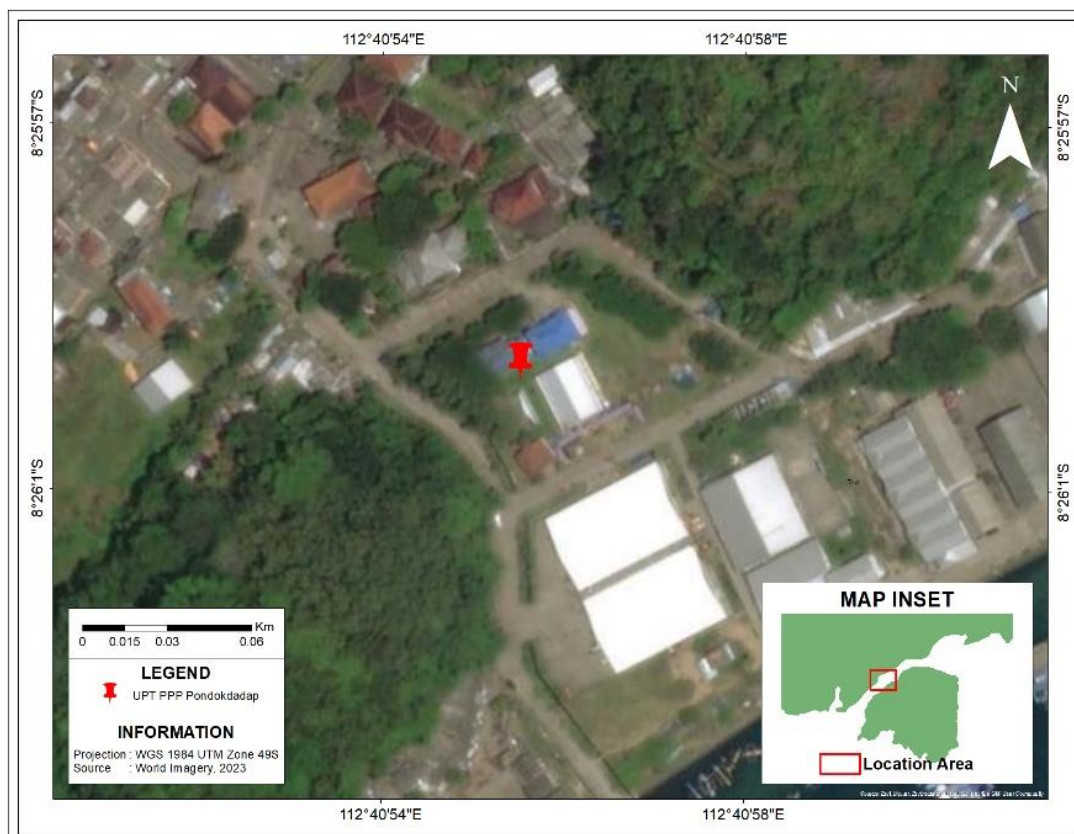 112°40'54"E 112°40'58"E
N
8°25'57"S 8°25'57"S
8°26'1"S 8°26'1"S
Km
0 0.015 0.03 0.06
LEGEND
UPT PPP Pondokdadap
INFORMATION
Projection : WGS 1984 UTM Zone 49S
Source : World Imagery, 2023
MAP INSET
Location Area
112°40'54"E 112°40'58"E